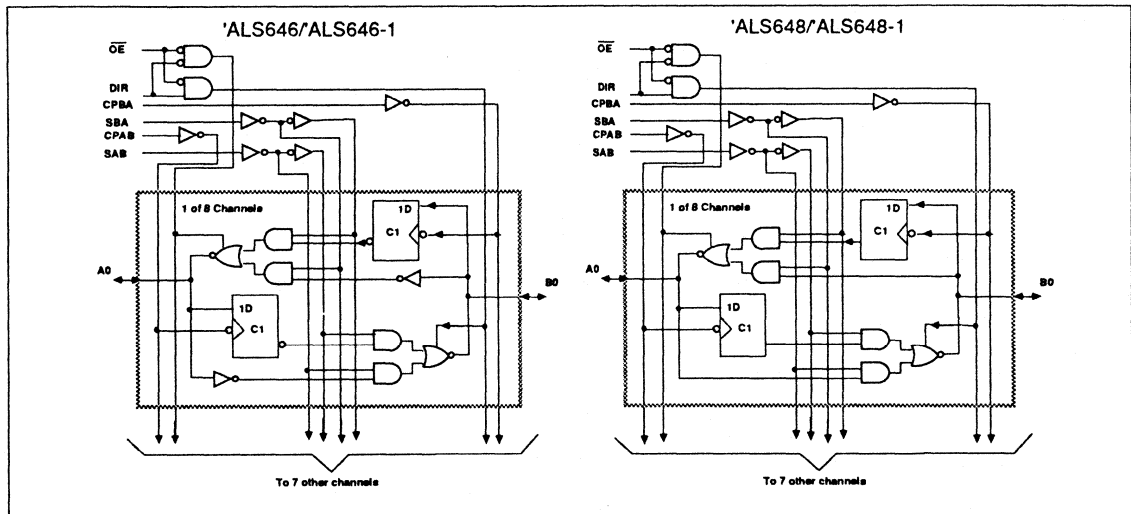 'ALS646/'ALS646-1
OE
DIR
CPBA
SBA
CPAB
SAB
1 of 8 Channels
1D
C1
A0
B0
1D
C1
To 7 other channels
'ALS648/'ALS648-1
OE
DIR
CPBA
SBA
CPAB
SAB
1 of 8 Channels
1D
C1
A0
B0
1D
C1
To 7 other channels